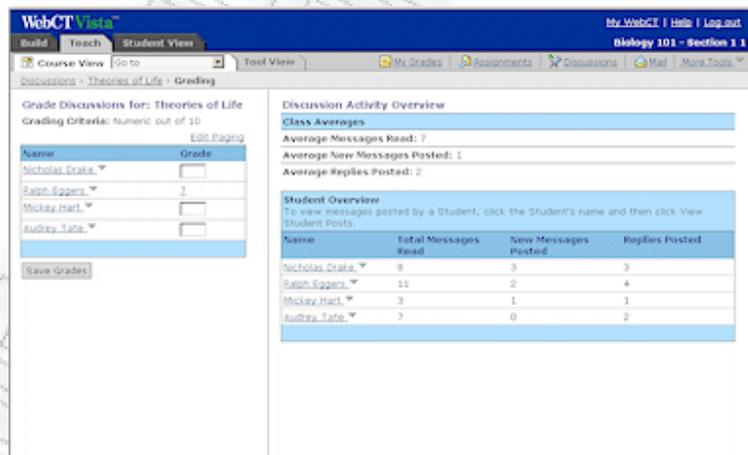 WebCT Vista™
My WebCT | Help | Log out
Build Teach Student View
Biology 101 - Section 1 1
Course View Go to Tool View My Grades Assignments Discussions Mail More Tools
Discussions › Theories of Life › Grading
Grade Discussions for: Theories of Life
Grading Criteria: Numeric out of 10
Edit Paging
Name Grade
Nicholas Drake
Ralph Eggers 7
Mickey Hart
Audrey Tate
Save Grades
Discussion Activity Overview
Class Averages
Average Messages Read: 7
Average New Messages Posted: 1
Average Replies Posted: 2
Student Overview
To view messages posted by a Student, click the Student's name and then click View
Student Posts.
Name Total Messages Read New Messages Posted Replies Posted
Nicholas Drake 8 3 3
Ralph Eggers 11 2 4
Mickey Hart 3 1 1
Audrey Tate 7 0 2